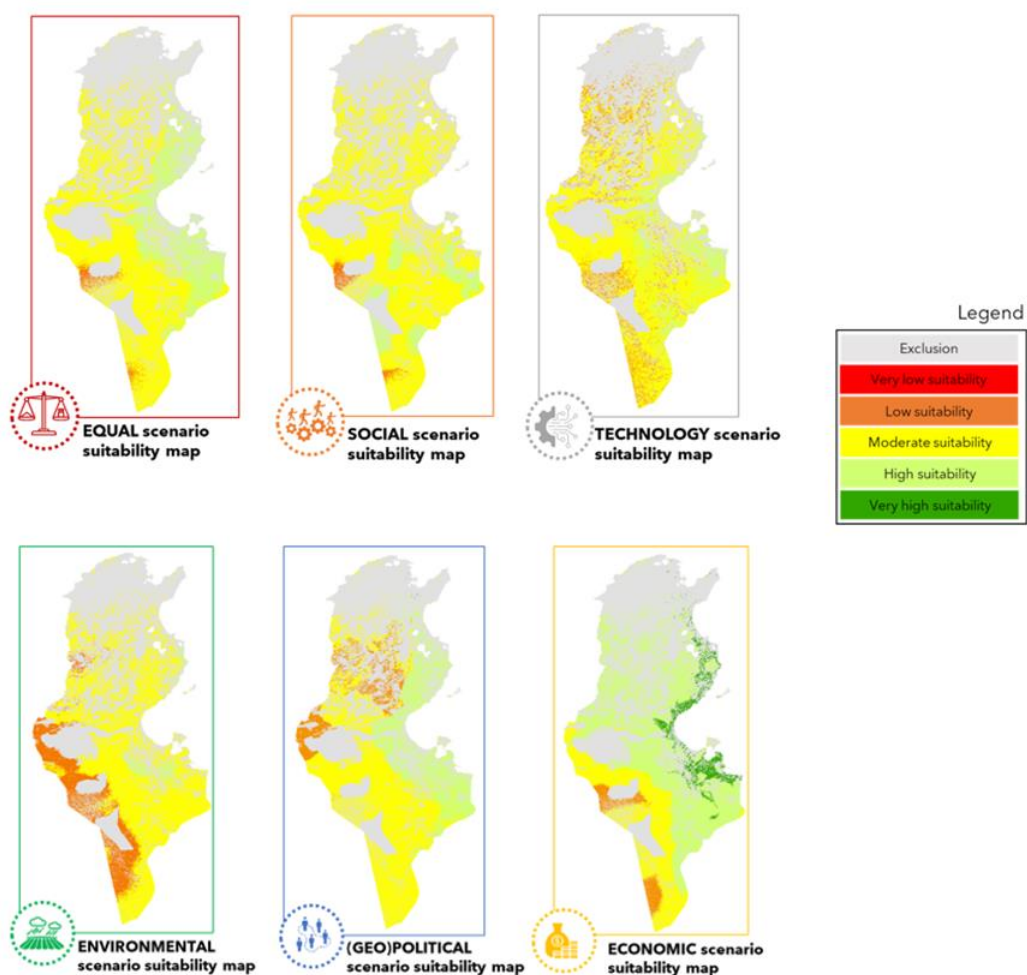 EQUAL scenario
suitability map
SOCIAL scenario
suitability map
TECHNOLOGY scenario
suitability map
Legend
Exclusion
Very low suitability
Low suitability
Moderate suitability
High suitability
Very high suitability
ENVIRONMENTAL
scenario suitability map
(GEO)POLITICAL
scenario suitability map
ECONOMIC scenario
suitability map